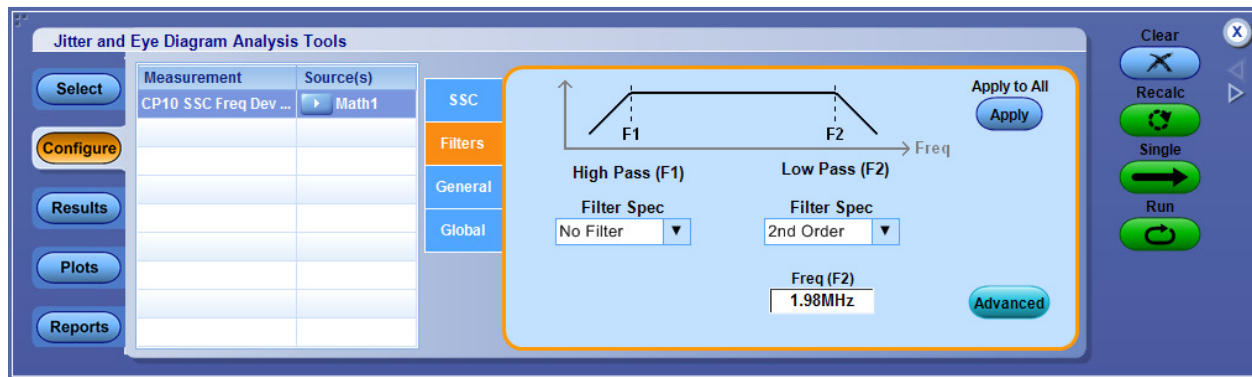 Jitter and Eye Diagram Analysis Tools
Select
Configure
Results
Plots
Reports
Measurement Source(s)
CP10 SSC Freq Dev ... Math1
SSC
Filters
General
Global
F1 F2 Freq
High Pass (F1) Low Pass (F2)
Filter Spec Filter Spec
No Filter 2nd Order
Freq (F2)
1.98MHz
Apply to All
Apply
Advanced
Clear
X
Recalc
Single
Run